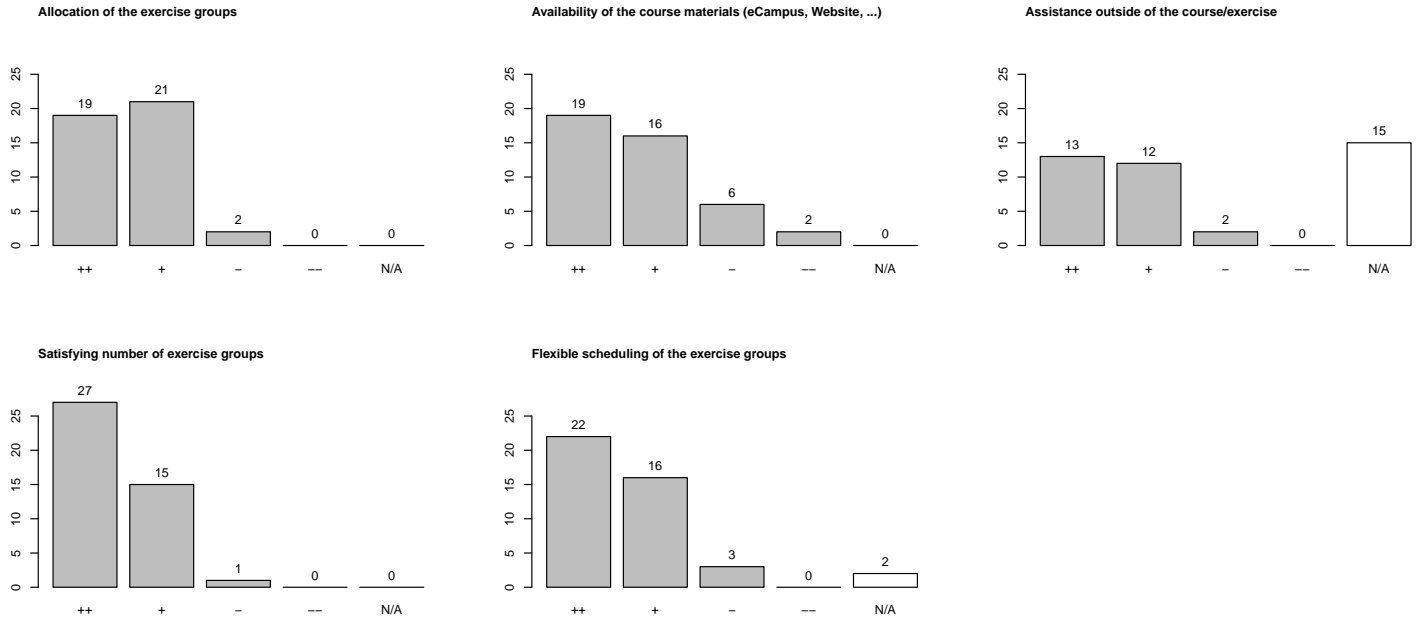 Allocation of the exercise groups
0 5 10 15 20 25
19 21 2 0 0
++ + − −− N/A
Availability of the course materials (eCampus, Website, ...)
0 5 10 15 20 25
19 16 6 2 0
++ + − −− N/A
Assistance outside of the course/exercise
0 5 10 15 20 25
13 12 2 0 15
++ + − −− N/A
Satisfying number of exercise groups
0 5 10 15 20 25
27 15 1 0 0
++ + − −− N/A
Flexible scheduling of the exercise groups
0 5 10 15 20 25
22 16 3 0 2
++ + − −− N/A